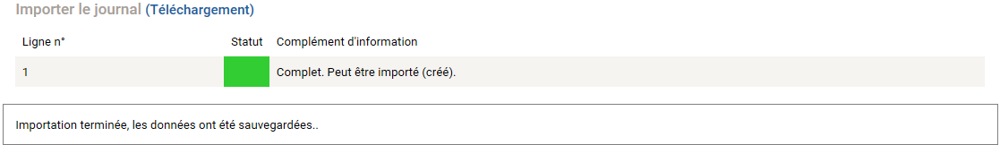 Importer le journal (Téléchargement)
Ligne n° Statut Complément d'information
1 Complet. Peut être importé (créé).
Importation terminée, les données ont été sauvegardées..